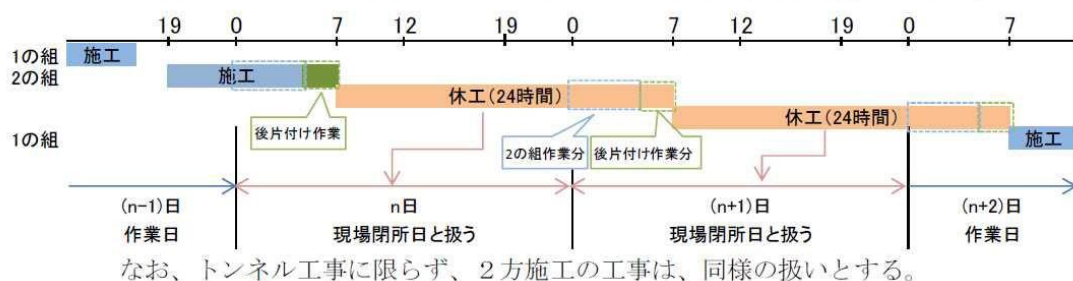 19 0 7 12 19 0 7 12 19 0 7
1の組 施工
2の組 施工
休工(24時間)
休工(24時間)
後片付け作業
2の組作業分
後片付け作業分
1の組 施工
(n-1)日 n日 (n+1)日 (n+2)日
作業日 現場閉所日と扱う 現場閉所日と扱う 作業日
なお、トンネル工事に限らず、２方施工の工事は、同様の扱いとする。